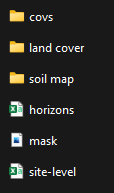 covs
land cover
soil map
horizons
mask
site-level